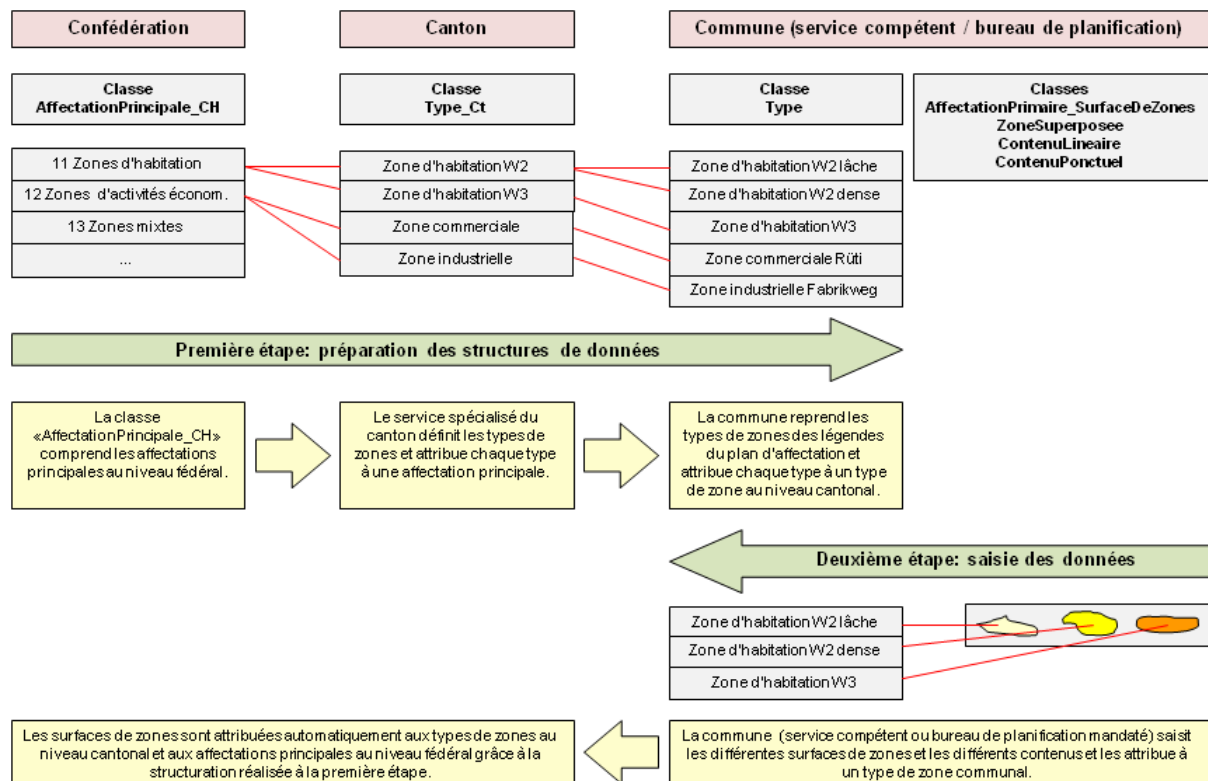 Confédération
Canton
Commune (service compétent / bureau de planification)
Classe
AffectationPrincipale_CH
Classe
Type_Ct
Classe
Type
Classes
AffectationPrimaire_SurfaceDeZones
ZoneSuperposee
ContenuLineaire
ContenuPonctuel
11 Zones d'habitation
12 Zones d'activités économ.
13 Zones mixtes
...
Zone d'habitation W2
Zone d'habitation W3
Zone commerciale
Zone industrielle
Zone d'habitation W2 lâche
Zone d'habitation W2 dense
Zone d'habitation W3
Zone commerciale Rüti
Zone industrielle Fabrikweg
Première étape: préparation des structures de données
La classe
«AffectationPrincipale_CH»
comprend les affectations
principales au niveau fédéral.
Le service spécialisé du
canton définit les types de
zones et attribue chaque type
à une affectation principale.
La commune reprend les
types de zones des légendes
du plan d'affectation et
attribue chaque type à un type
de zone au niveau cantonal.
Deuxième étape: saisie des données
Zone d'habitation W2 lâche
Zone d'habitation W2 dense
Zone d'habitation W3
Les surfaces de zones sont attribuées automatiquement aux types de zones au
niveau cantonal et aux affectations principales au niveau fédéral grâce à la
structuration réalisée à la première étape.
La commune (service compétent ou bureau de planification mandaté) saisit
les différentes surfaces de zones et les différents contenus et les attribue à
un type de zone communal.